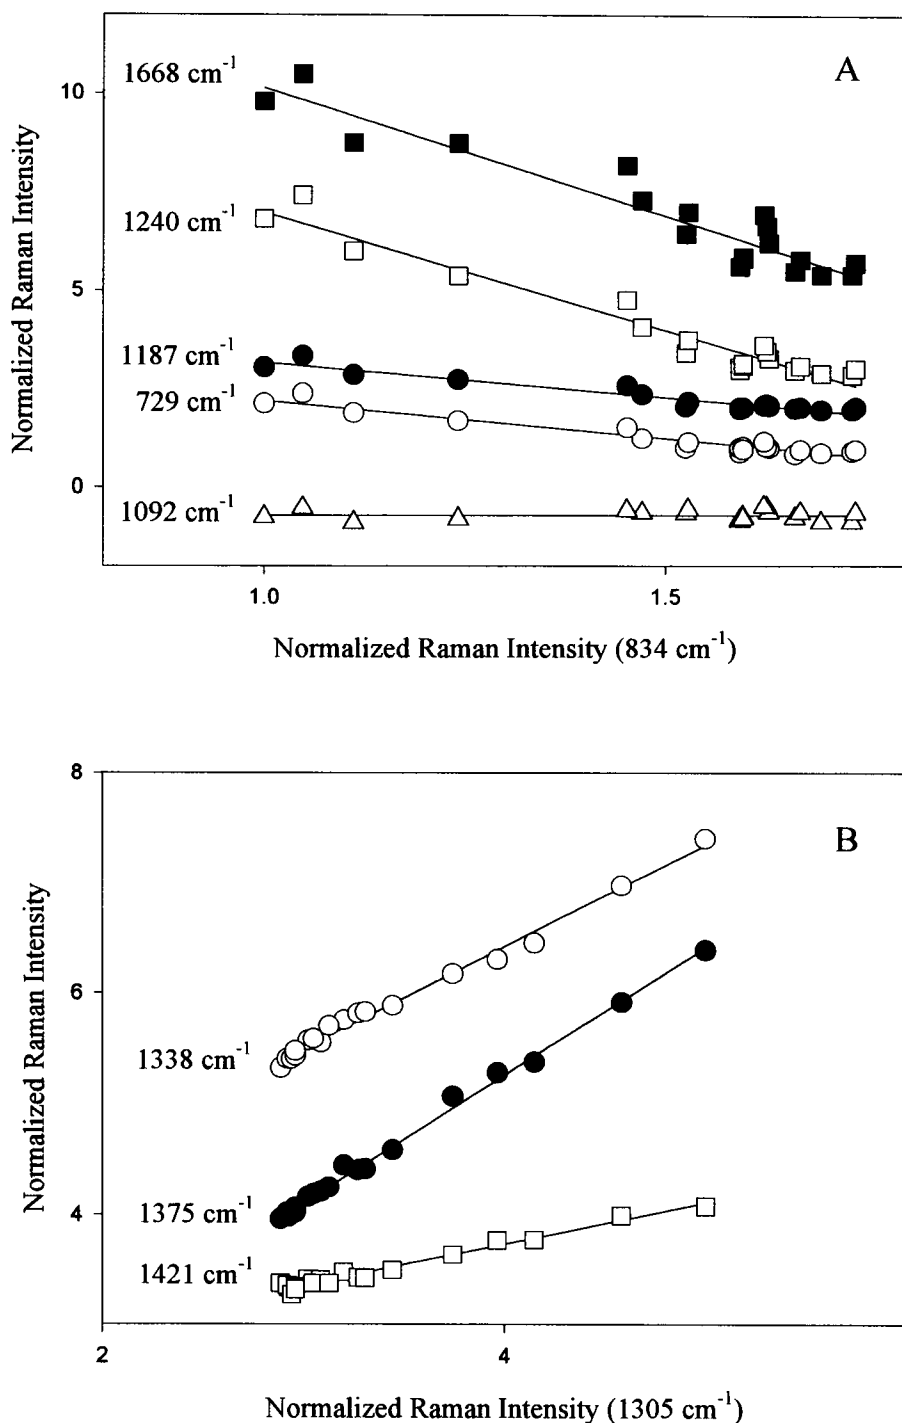 A
1668 cm⁻¹
10
1240 cm⁻¹
5
1187 cm⁻¹
729 cm⁻¹
0
1092 cm⁻¹
Normalized Raman Intensity
1.0 1.5
Normalized Raman Intensity (834 cm⁻¹)
8
B
6
1338 cm⁻¹
1375 cm⁻¹
4
1421 cm⁻¹
Normalized Raman Intensity
2 4
Normalized Raman Intensity (1305 cm⁻¹)